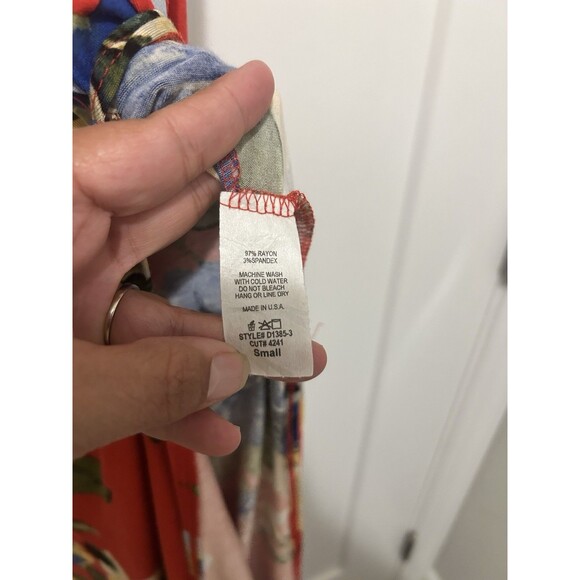 97% RAYON
3%SPANDEX
MACHINE WASH
WITH COLD WATER
DO NOT BLEACH
HANG OR LINE DRY
MADE IN U.S.A.
STYLE# D1385-3
CUT# 4241
Small